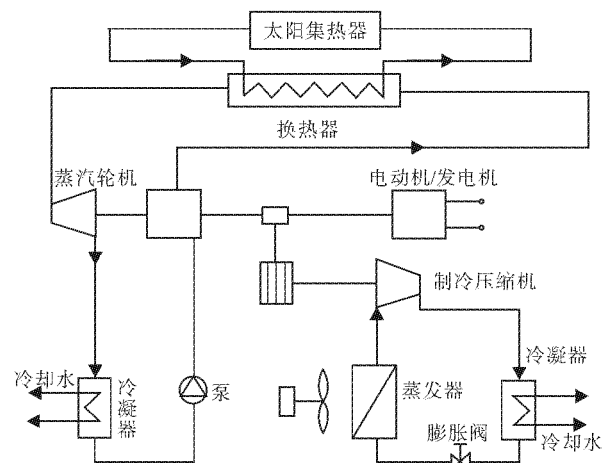 太阳集热器
换热器
蒸汽轮机
电动机/发电机
制冷压缩机
冷却水
冷凝器
泵
蒸发器
冷凝器
膨胀阀
冷却水